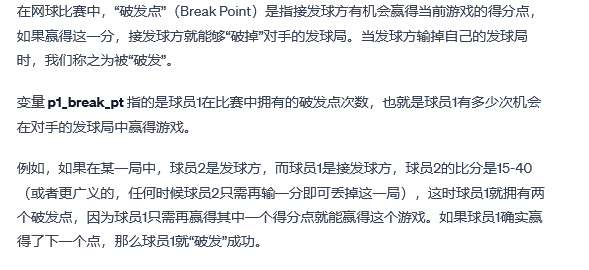 在网球比赛中，“破发点”（Break Point）是指接发球方有机会赢得当前游戏的得分点，
如果赢得这一分，接发球方就能够“破掉”对手的发球局。当发球方输掉自己的发球局
时，我们称之为被“破发”。
变量 p1_break_pt 指的是球员1在比赛中拥有的破发点次数，也就是球员1有多少次机会
在对手的发球局中赢得游戏。
例如，如果在某一局中，球员2是发球方，而球员1是接发球方，球员2的比分是15-40
（或者更广义的，任何时候球员2只需再输一分即可丢掉这一局），这时球员1就拥有两
个破发点，因为球员1只需再赢得其中一个得分点就能赢得这个游戏。如果球员1确实赢
得了下一个点，那么球员1就“破发”成功。